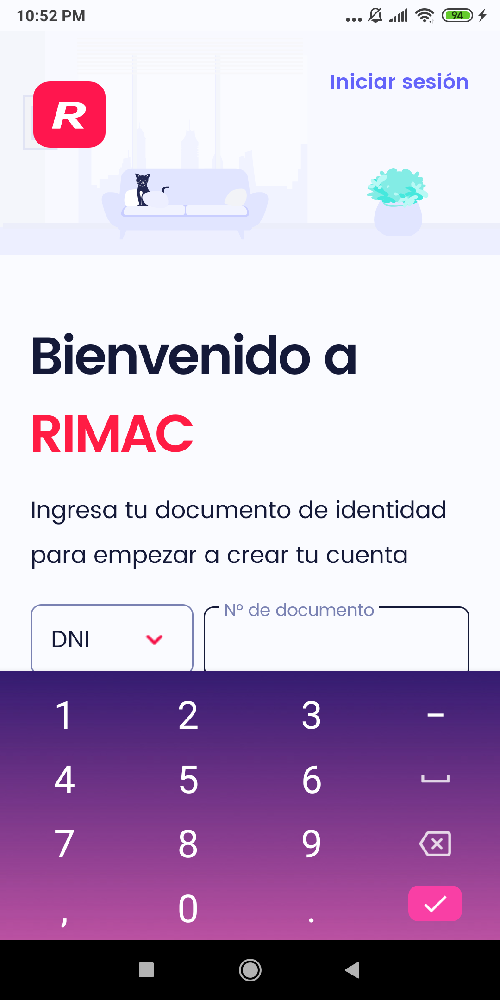 10:52 PM
94
Iniciar sesión
R
Bienvenido a
RIMAC
Ingresa tu documento de identidad
para empezar a crear tu cuenta
DNI
N° de documento
1 2 3 −
4 5 6
7 8 9
, 0 .